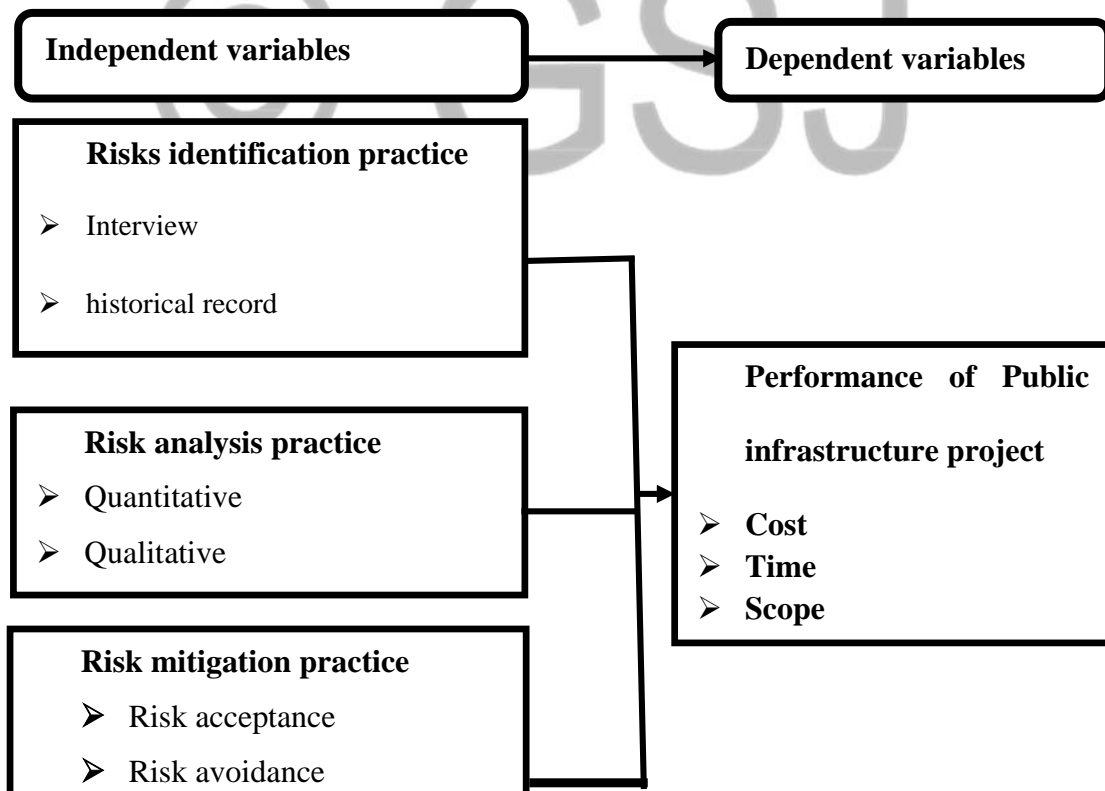 © GSJ
Independent variables
Dependent variables
Risks identification practice
➢ Interview
➢ historical record
Risk analysis practice
➢ Quantitative
➢ Qualitative
Risk mitigation practice
➢ Risk acceptance
➢ Risk avoidance
Performance of Public
infrastructure project
➢ Cost
➢ Time
➢ Scope